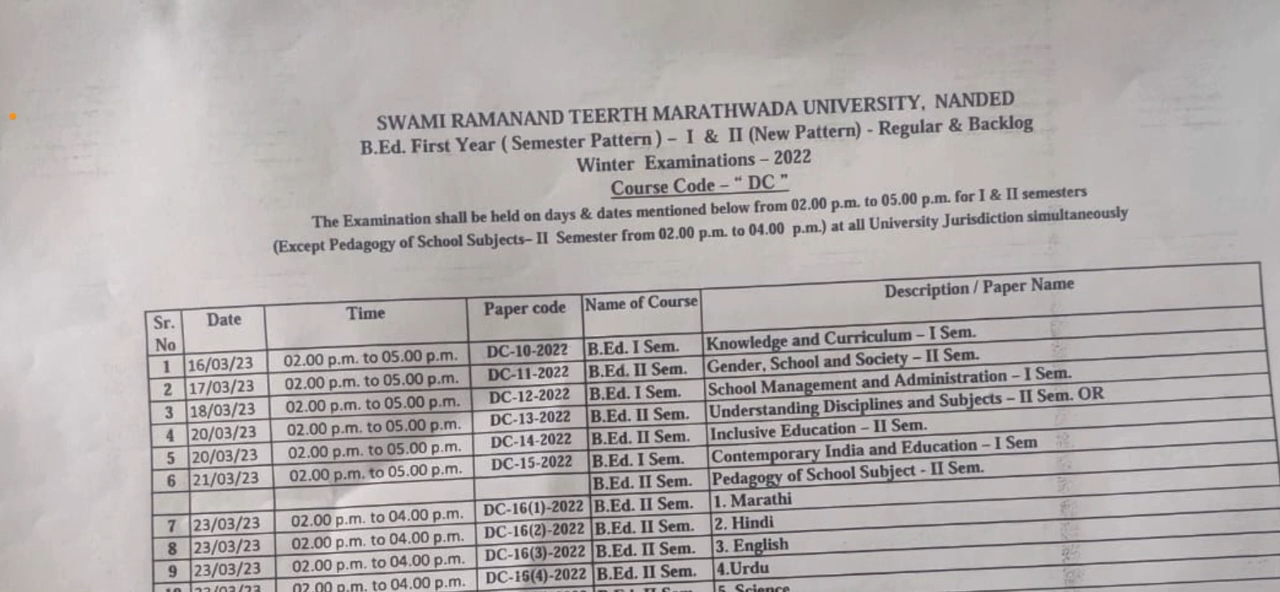 SWAMI RAMANAND TEERTH MARATHWADA UNIVERSITY, NANDED
B.Ed. First Year ( Semester Pattern ) – I & II (New Pattern) - Regular & Backlog
Winter Examinations – 2022
Course Code – “ DC ”
The Examination shall be held on days & dates mentioned below from 02.00 p.m. to 05.00 p.m. for I & II semesters
(Except Pedagogy of School Subjects– II Semester from 02.00 p.m. to 04.00 p.m.) at all University Jurisdiction simultaneously
Sr. No Date Time Paper code Name of Course Description / Paper Name
1 16/03/23 02.00 p.m. to 05.00 p.m. DC-10-2022 B.Ed. I Sem. Knowledge and Curriculum – I Sem.
2 17/03/23 02.00 p.m. to 05.00 p.m. DC-11-2022 B.Ed. II Sem. Gender, School and Society – II Sem.
3 18/03/23 02.00 p.m. to 05.00 p.m. DC-12-2022 B.Ed. I Sem. School Management and Administration – I Sem.
4 20/03/23 02.00 p.m. to 05.00 p.m. DC-13-2022 B.Ed. II Sem. Understanding Disciplines and Subjects – II Sem. OR
5 20/03/23 02.00 p.m. to 05.00 p.m. DC-14-2022 B.Ed. II Sem. Inclusive Education – II Sem.
6 21/03/23 02.00 p.m. to 05.00 p.m. DC-15-2022 B.Ed. I Sem. Contemporary India and Education – I Sem
B.Ed. II Sem. Pedagogy of School Subject - II Sem.
7 23/03/23 02.00 p.m. to 04.00 p.m. DC-16(1)-2022 B.Ed. II Sem. 1. Marathi
8 23/03/23 02.00 p.m. to 04.00 p.m. DC-16(2)-2022 B.Ed. II Sem. 2. Hindi
9 23/03/23 02.00 p.m. to 04.00 p.m. DC-16(3)-2022 B.Ed. II Sem. 3. English
02.00 p.m. to 04.00 p.m. DC-16(4)-2022 B.Ed. II Sem. 4.Urdu
5. Science